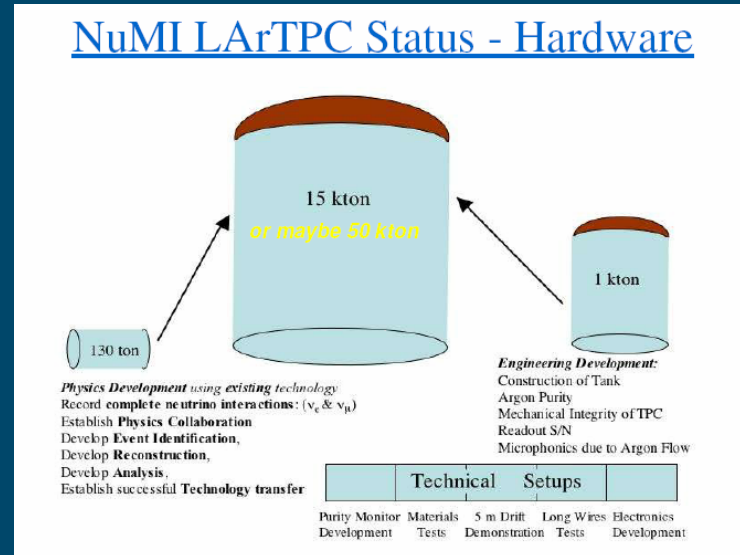 NuMI LArTPC Status - Hardware
15 kton
or maybe 50 kton
1 kton
130 ton
Physics Development using existing technology
Record complete neutrino interactions: (νe & νμ)
Establish Physics Collaboration
Develop Event Identification,
Develop Reconstruction,
Develop Analysis,
Establish successful Technology transfer
Engineering Development:
Construction of Tank
Argon Purity
Mechanical Integrity of TPC
Readout S/N
Microphonics due to Argon Flow
Technical Setups
Purity Monitor Development
Materials Tests
5 m Drift Demonstration
Long Wires Tests
Electronics Development